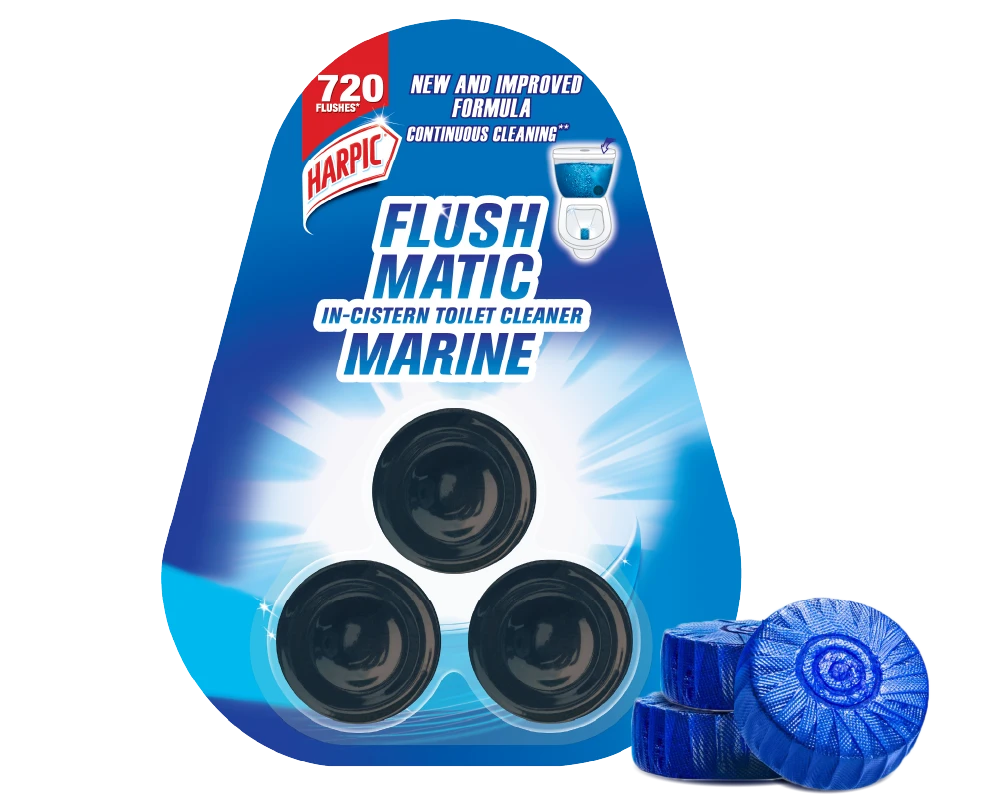 720
FLUSHES*
HARPIC
NEW AND IMPROVED
FORMULA
CONTINUOUS CLEANING**
FLUSH
MATIC
IN-CISTERN TOILET CLEANER
MARINE